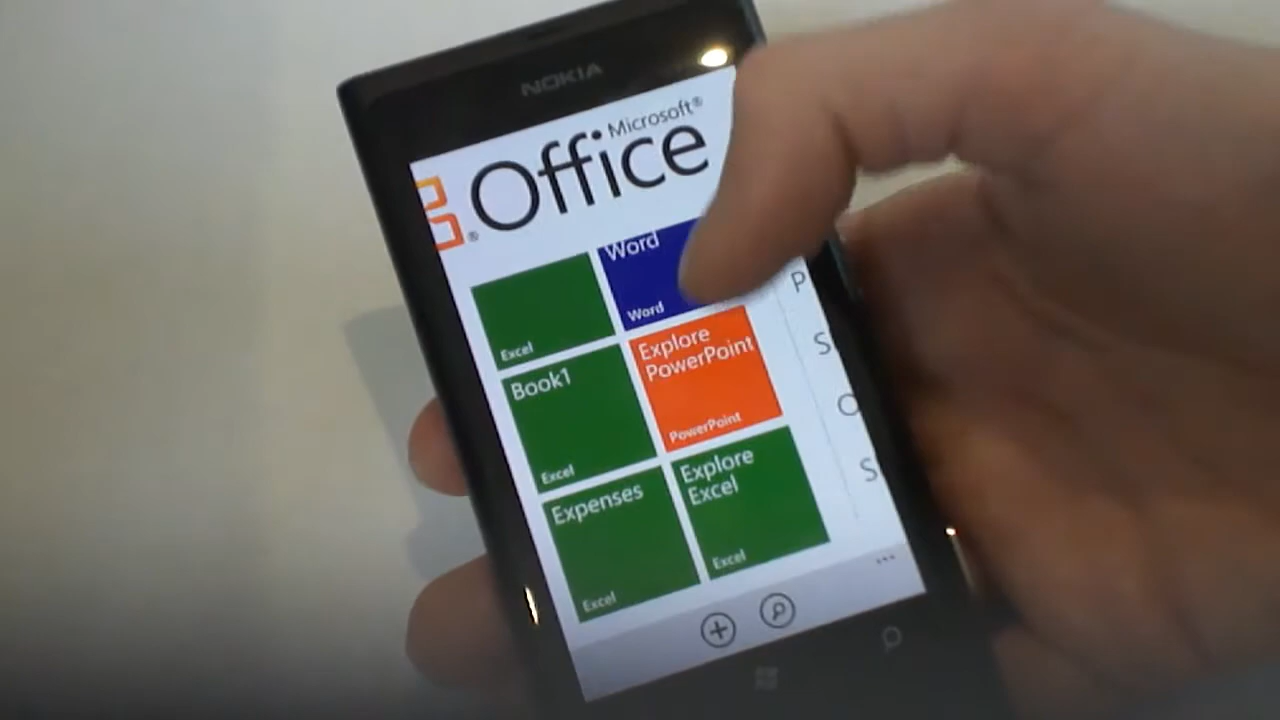 NOKIA
Microsoft®
Office
®
Word
Excel
Word
Book1
Explore
PowerPoint
Excel
PowerPoint
Expenses
Explore
Excel
Excel
Excel
P
S
O
S